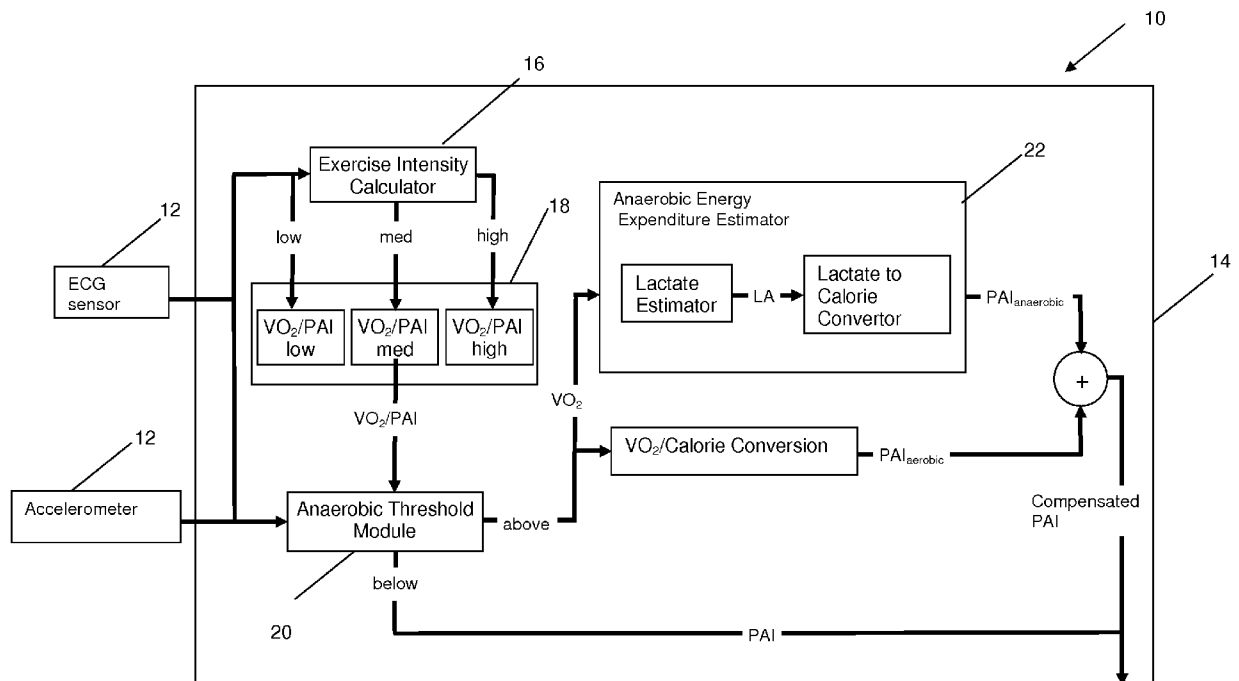 10
16
Exercise Intensity
Calculator
22
12
18
Anaerobic Energy
Expenditure Estimator
low
med
high
14
ECG
sensor
Lactate
Estimator
LA
Lactate to
Calorie
Convertor
PAIanaerobic
VO2/PAI
low
VO2/PAI
med
VO2/PAI
high
+
VO2
VO2/PAI
12
VO2/Calorie Conversion
PAIaerobic
Accelerometer
Anaerobic Threshold
Module
above
Compensated
PAI
below
20
PAI